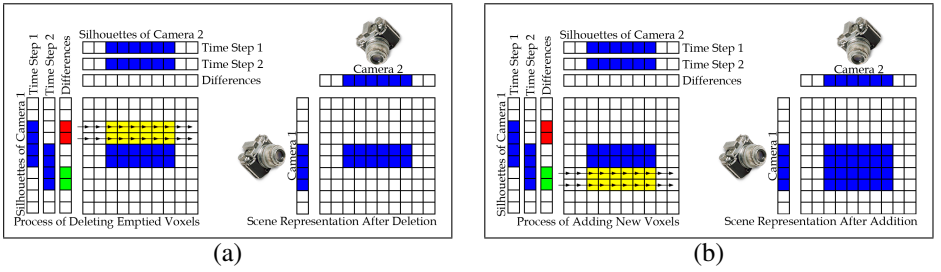 Silhouettes of Camera 2
Time Step 1
Time Step 2
Differences
Time Step 1
Time Step 2
Differences
Silhouettes of Camera 1
Process of Deleting Emptied Voxels
Camera 2
Camera 1
Scene Representation After Deletion
(a)
Silhouettes of Camera 2
Time Step 1
Time Step 2
Differences
Time Step 1
Time Step 2
Differences
Silhouettes of Camera 1
Process of Adding New Voxels
Camera 2
Camera 1
Scene Representation After Addition
(b)